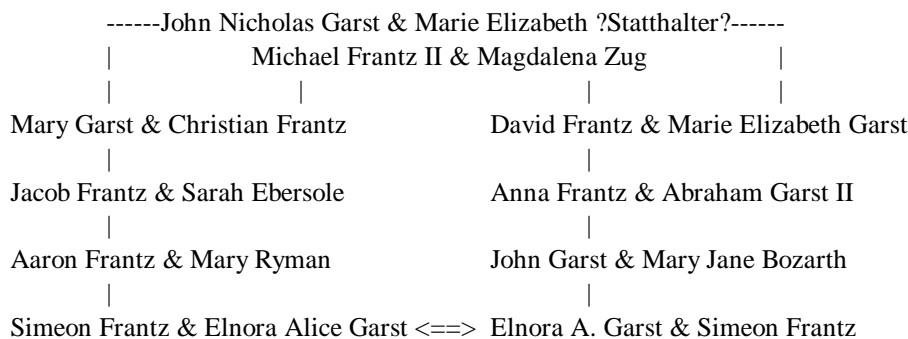 ------John Nicholas Garst & Marie Elizabeth ?Statthalter?------
| Michael Frantz II & Magdalena Zug |
| | | |
Mary Garst & Christian Frantz David Frantz & Marie Elizabeth Garst
| |
Jacob Frantz & Sarah Ebersole Anna Frantz & Abraham Garst II
| |
Aaron Frantz & Mary Ryman John Garst & Mary Jane Bozarth
| |
Simeon Frantz & Elnora Alice Garst <==> Elnora A. Garst & Simeon Frantz